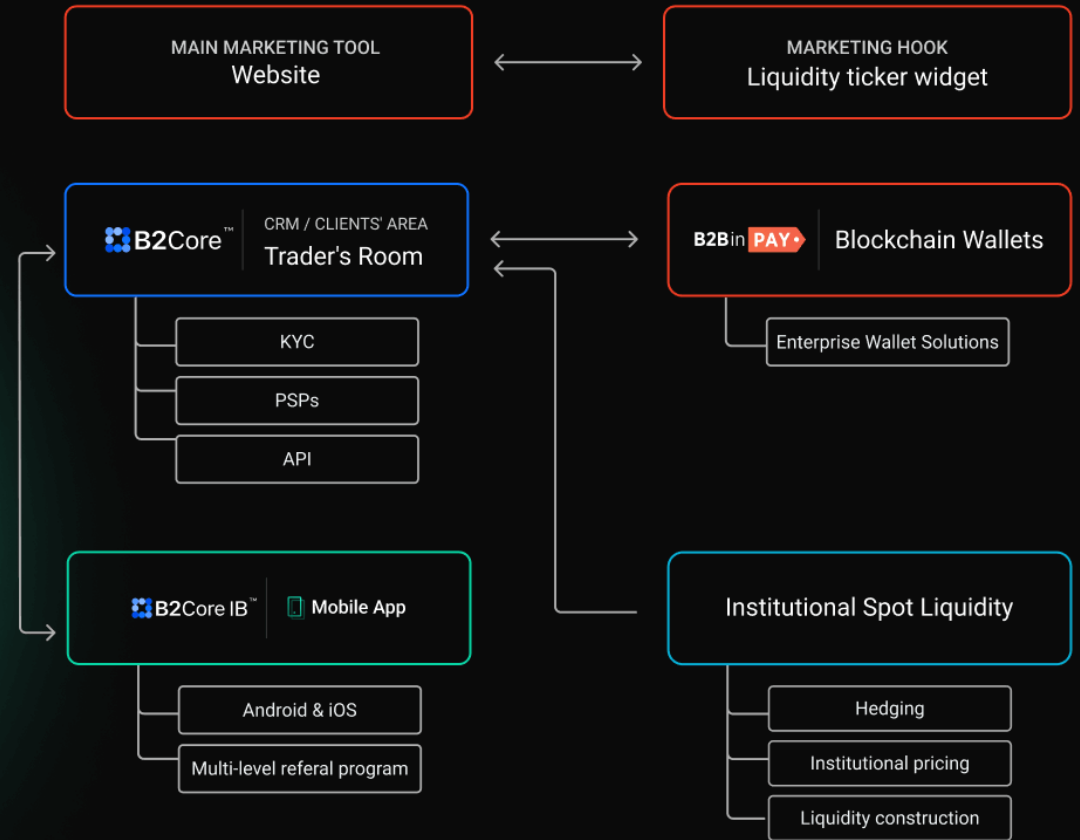 MAIN MARKETING TOOL
Website
MARKETING HOOK
Liquidity ticker widget
B2Core™
CRM / CLIENTS' AREA
Trader's Room
B2BinPAY
Blockchain Wallets
KYC
PSPs
API
Enterprise Wallet Solutions
B2Core IB™
Mobile App
Android & iOS
Multi-level referal program
Institutional Spot Liquidity
Hedging
Institutional pricing
Liquidity construction